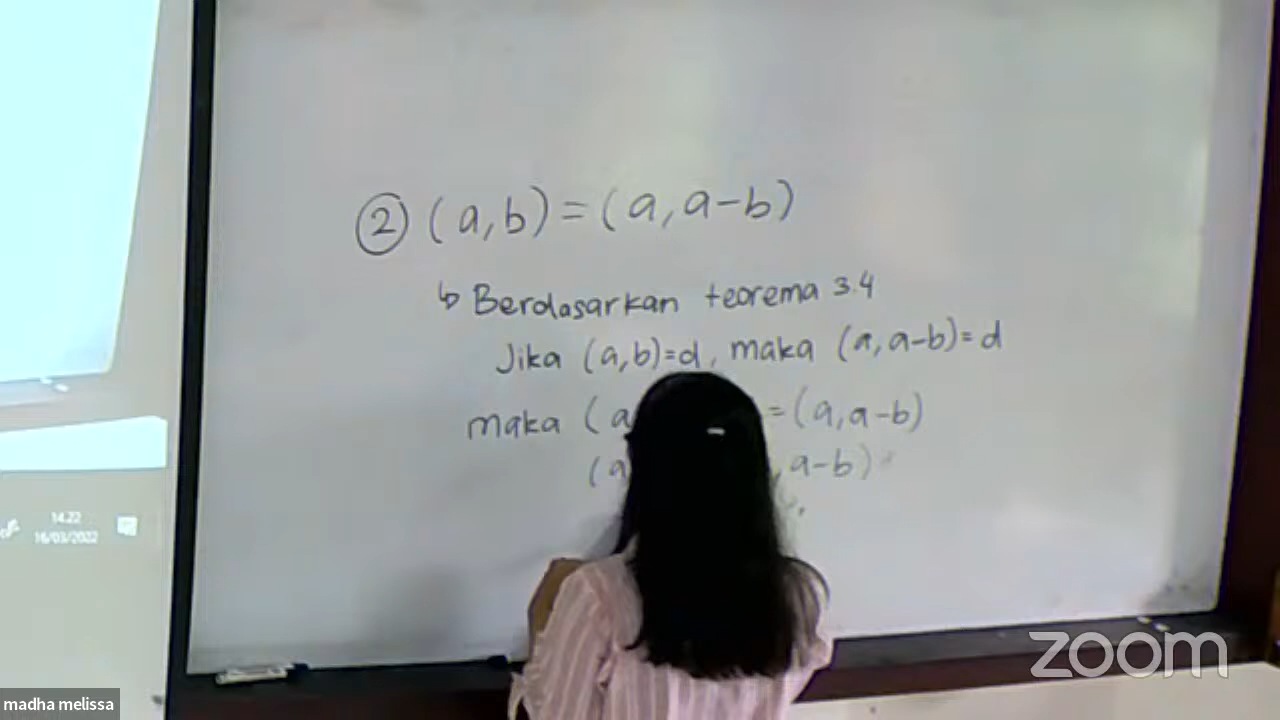 ② (a,b)=(a,a-b)
↳ Berdasarkan teorema 3.4
Jika (a,b)=d, maka (a,a-b)=d
maka (a =(a,a-b)
(a ,a-b)
14.22
16/03/2022
zoom
madha melissa